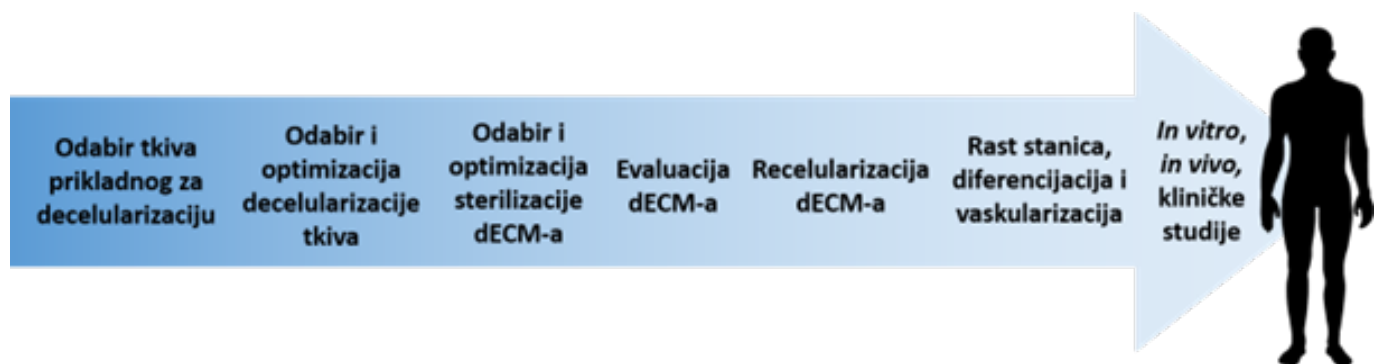 Odabir tkiva
prikladnog za
decelularizaciju
Odabir i
optimizacija
decelularizacije
tkiva
Odabir i
optimizacija
sterilizacije
dECM-a
Evaluacija
dECM-a
Recelularizacija
dECM-a
Rast stanica,
diferencijacija i
vaskularizacija
In vitro,
in vivo,
kliničke
studije